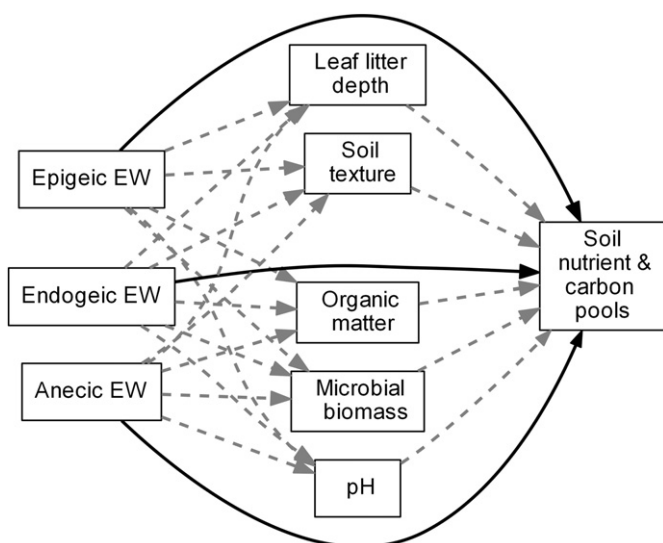 Leaf litter
depth
Soil
texture
Epigeic EW
Endogeic EW
Anecic EW
Organic
matter
Microbial
biomass
pH
Soil
nutrient &
carbon
pools